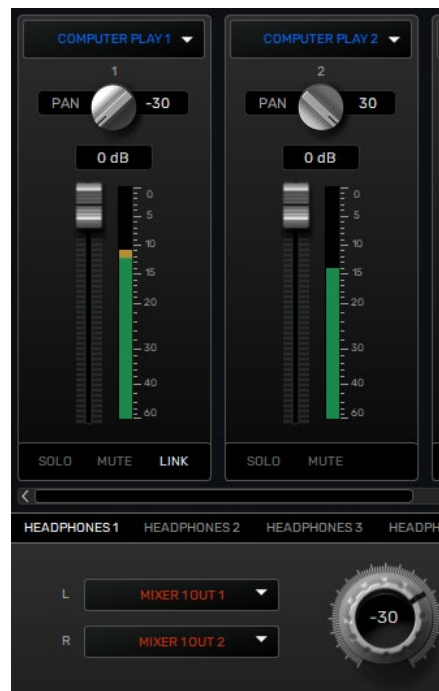 COMPUTER PLAY 1 COMPUTER PLAY 2
1 2
PAN -30 PAN 30
0 dB 0 dB
0 0
5 5
10 10
15 15
20 20
30 30
40 40
60 60
SOLO MUTE LINK SOLO MUTE
HEADPHONES 1 HEADPHONES 2 HEADPHONES 3 HEADPH
L MIXER 1 OUT 1
-30
R MIXER 1 OUT 2